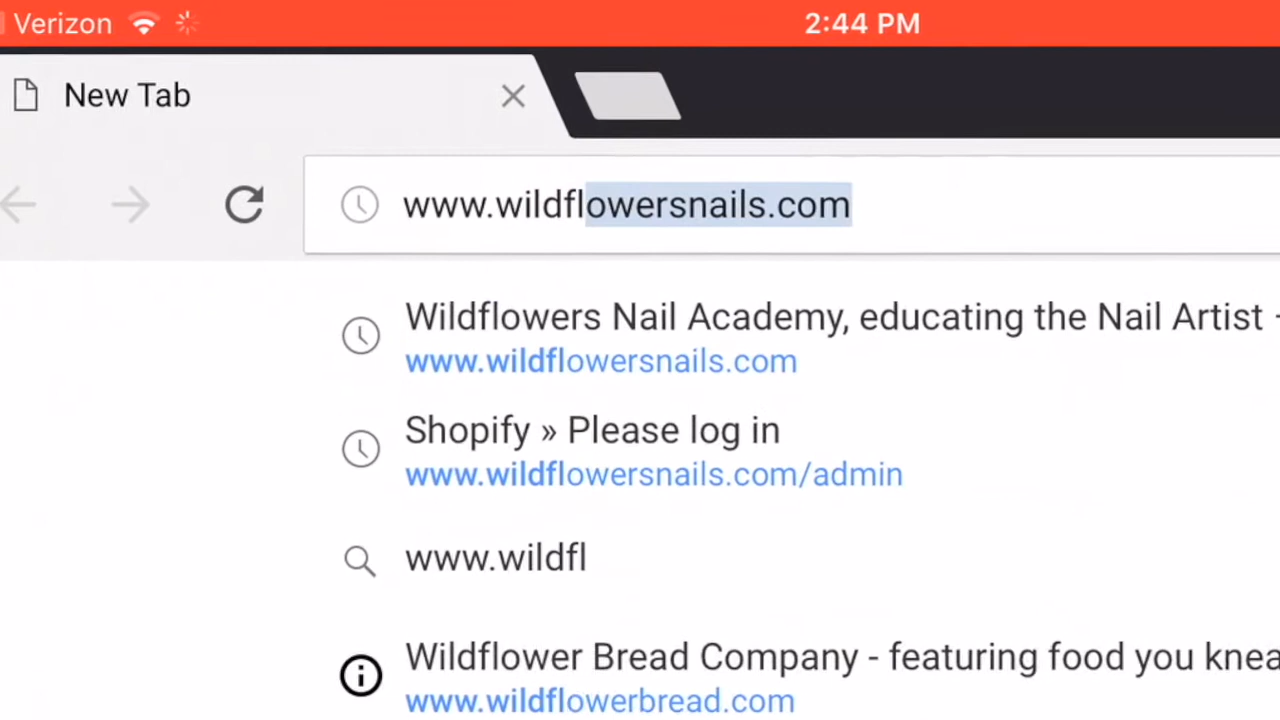 Verizon 2:44 PM
New Tab
www.wildflowersnails.com
Wildflowers Nail Academy, educating the Nail Artist -
www.wildflowersnails.com
Shopify » Please log in
www.wildflowersnails.com/admin
www.wildfl
Wildflower Bread Company - featuring food you knea
www.wildflowerbread.com